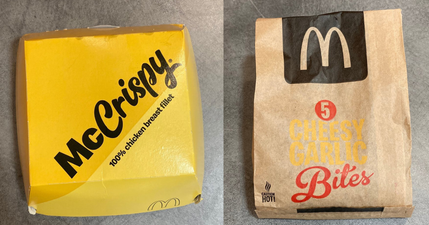 McCrispy
100% chicken breast fillet
5
CHEESY
GARLIC
Bites
CAUTION
HOT!